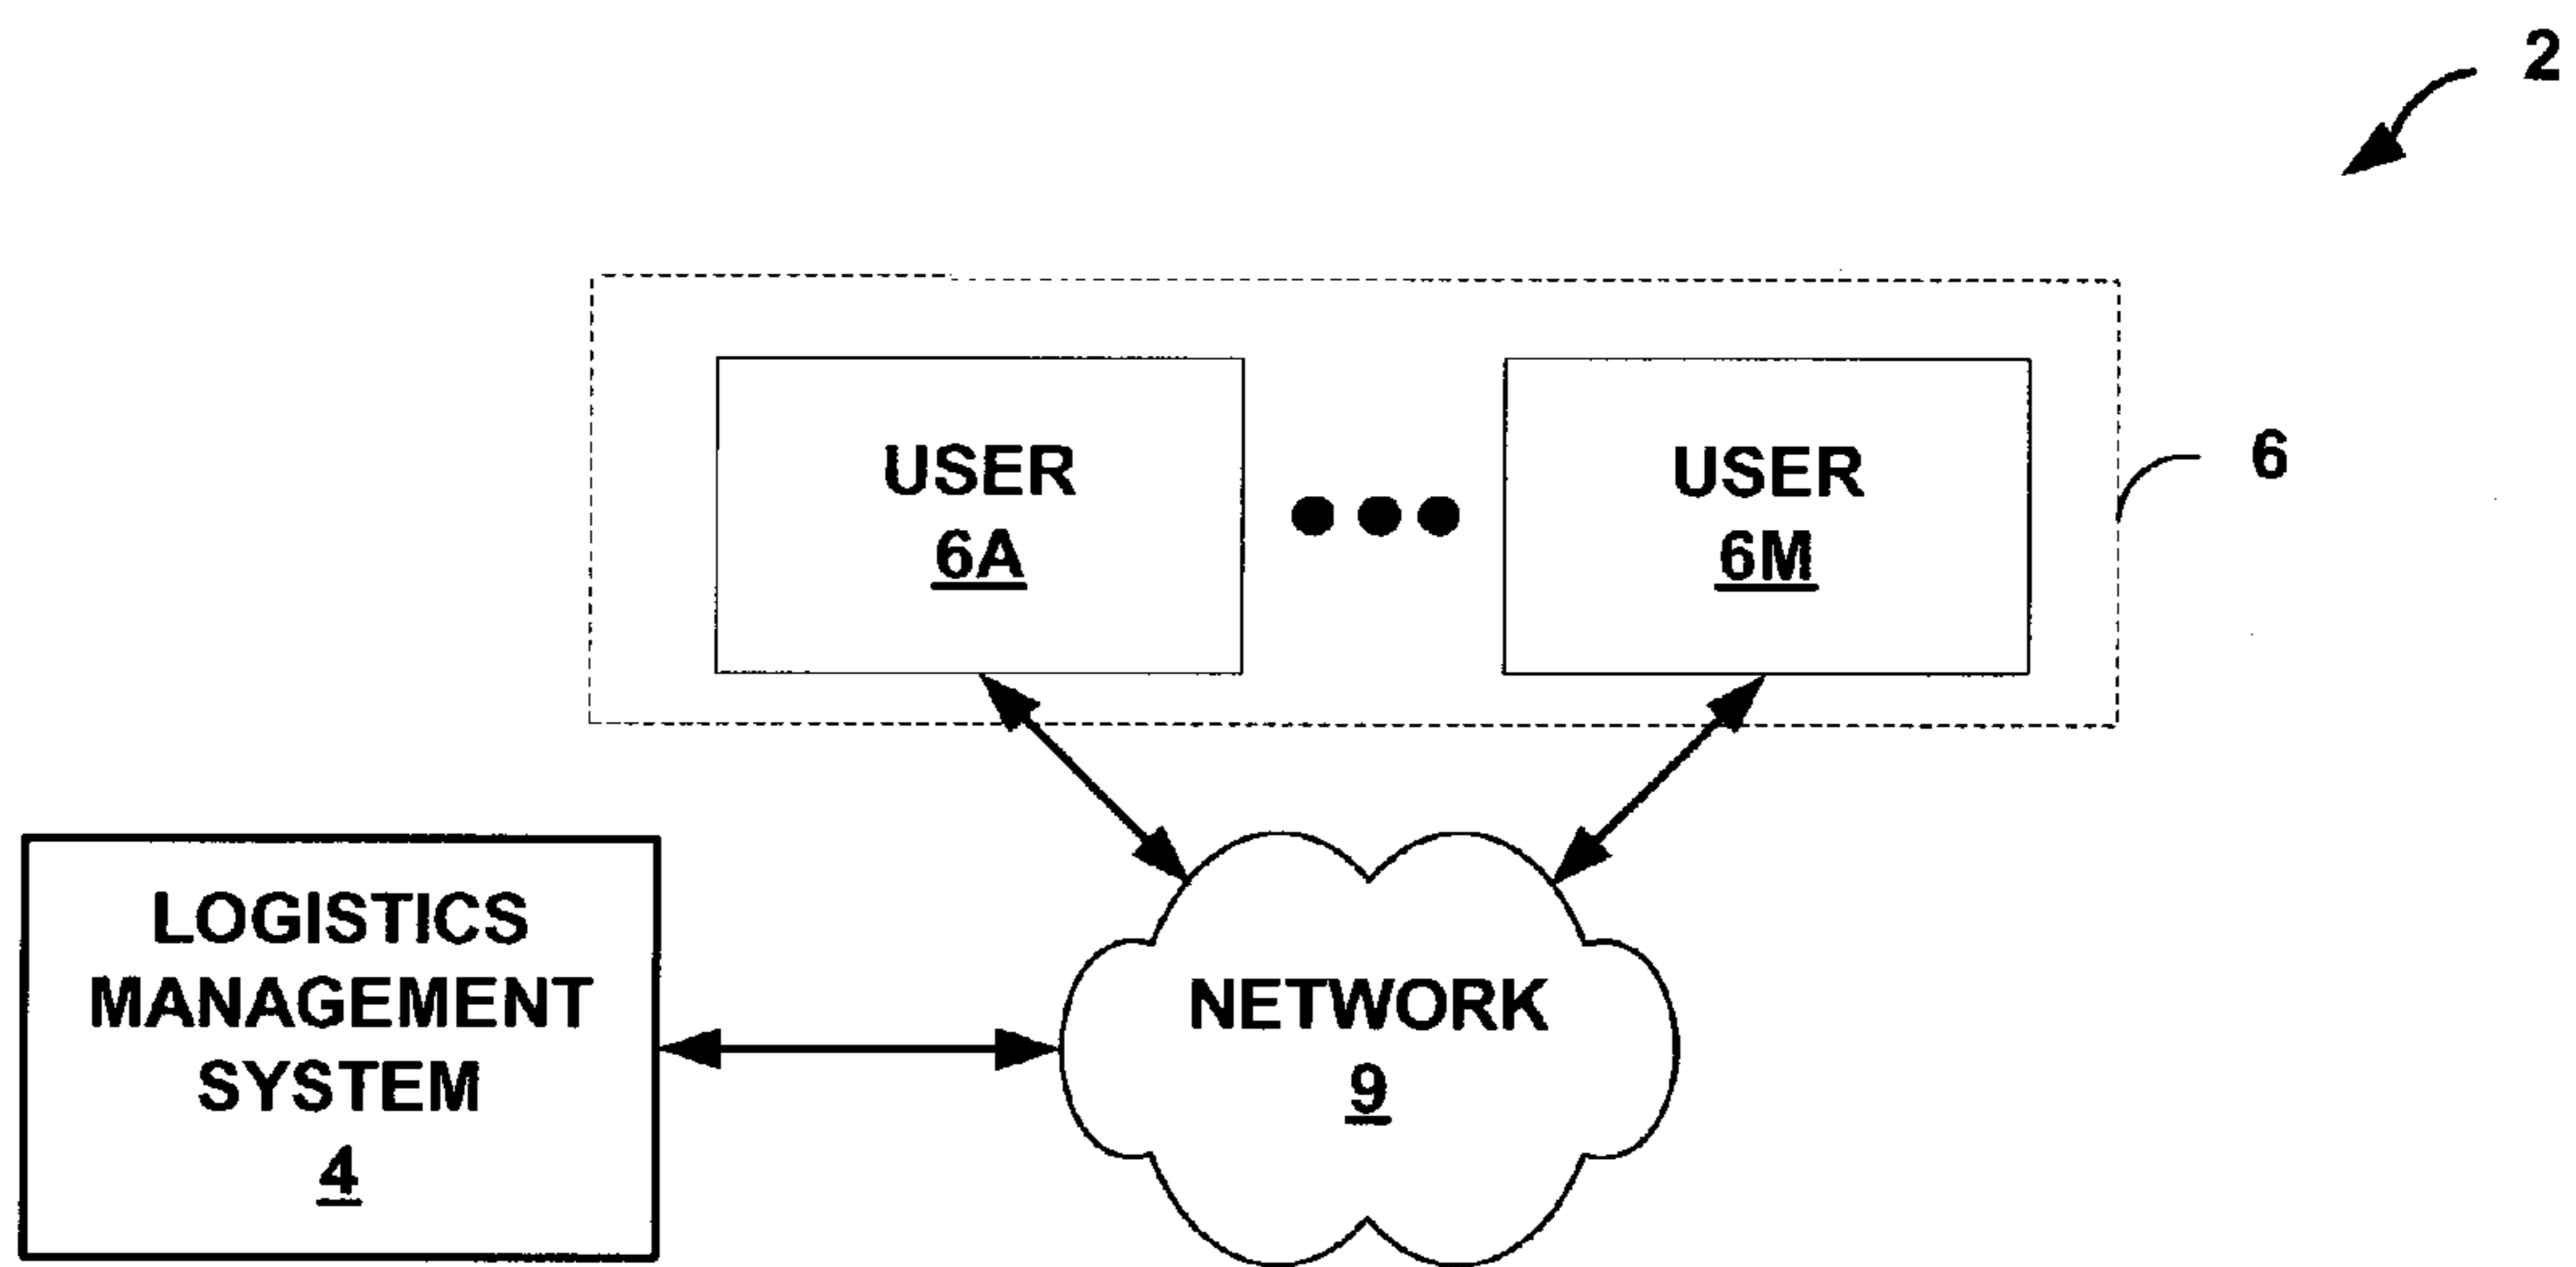 2
USER
6A
USER
6M
6
LOGISTICS
MANAGEMENT
SYSTEM
4
NETWORK
9